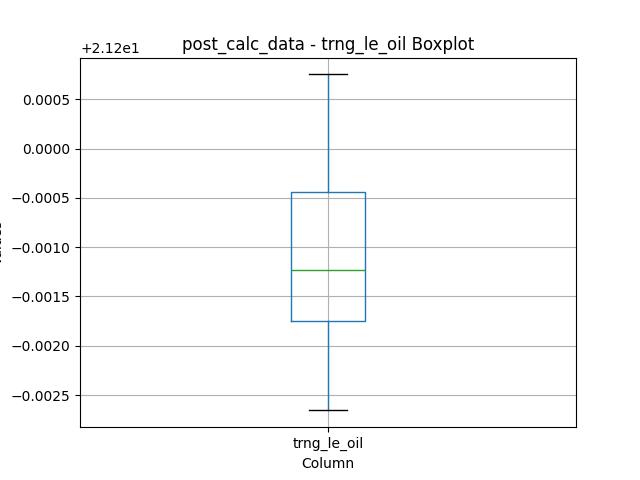 post_calc_data - trng_le_oil Boxplot
+2.12e1
0.0005
0.0000
−0.0005
−0.0010
−0.0015
−0.0020
−0.0025
trng_le_oil
Column